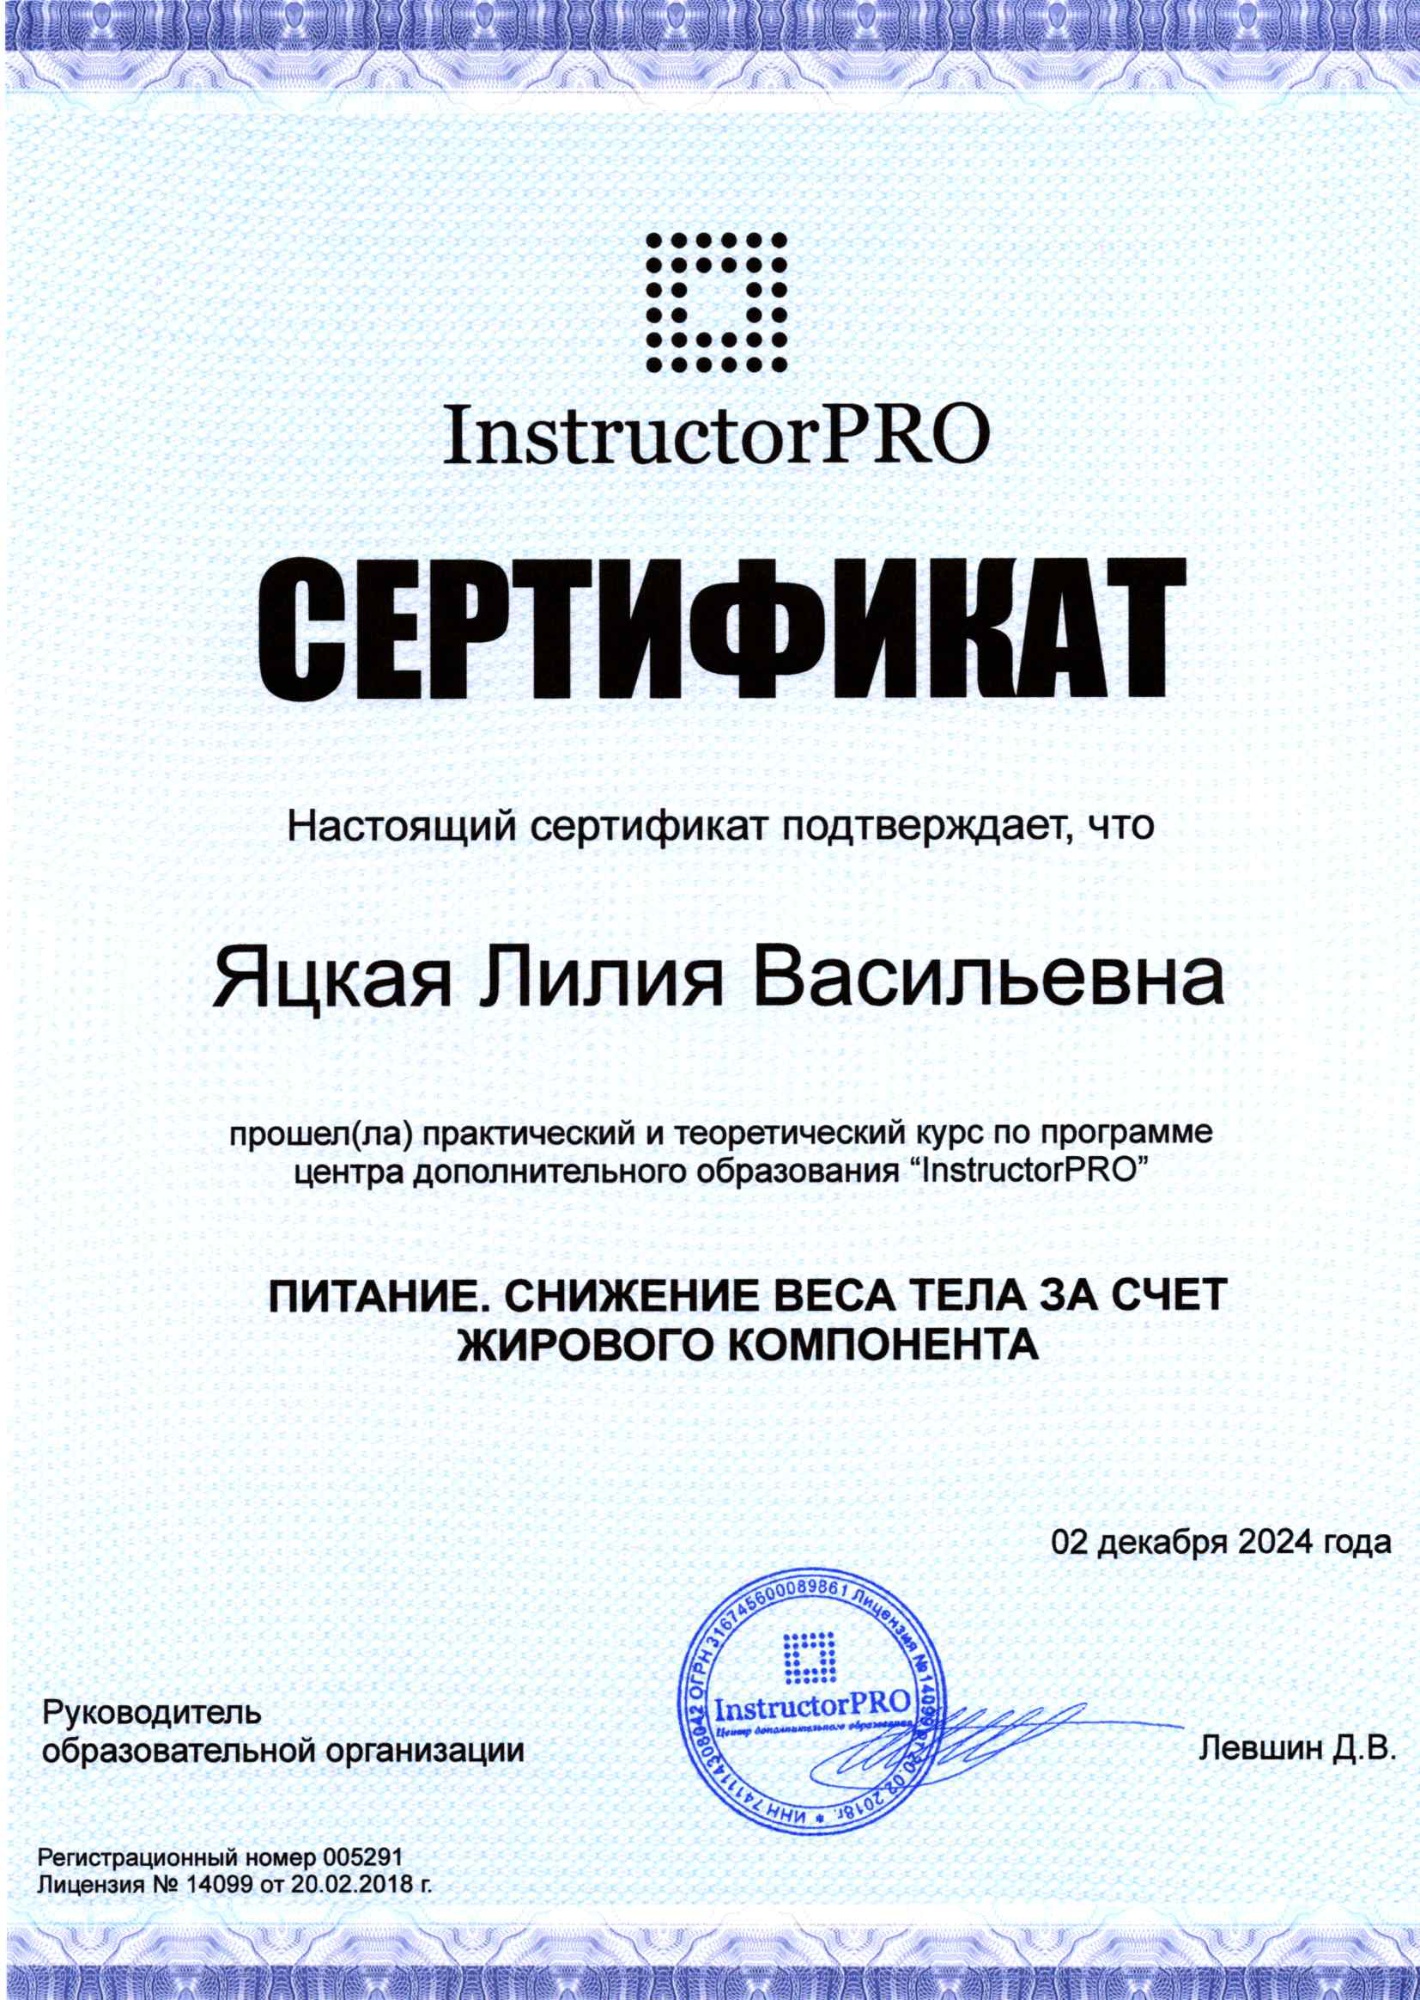 InstructorPRO
СЕРТИФИКАТ
Настоящий сертификат подтверждает, что
Яцкая Лилия Васильевна
прошел(ла) практический и теоретический курс по программе
центра дополнительного образования “InstructorPRO”
ПИТАНИЕ. СНИЖЕНИЕ ВЕСА ТЕЛА ЗА СЧЕТ
ЖИРОВОГО КОМПОНЕНТА
02 декабря 2024 года
ИНН 741114308042 ОГРН 316745600089861 Лицензия №14099 от 20.02.2018г. *
InstructorPRO
Центр дополнительного образования
Руководитель
образовательной организации
Левшин Д.В.
Регистрационный номер 005291
Лицензия № 14099 от 20.02.2018 г.